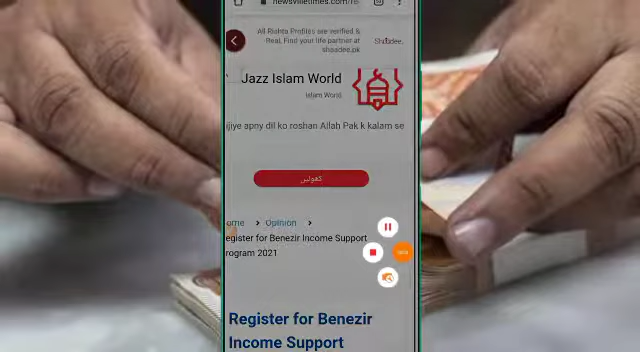 newsvilletimes.com/re
All Rishta Profiles are verified &
Real, Find your life partner at
shaadee.pk
Shaadee.
Jazz Islam World
Islam World
jiye apny dil ko roshan Allah Pak k kalam se
کھولیں
ome > Opinion >
egister for Benezir Income Support
rogram 2021
Register for Benezir
Income Support